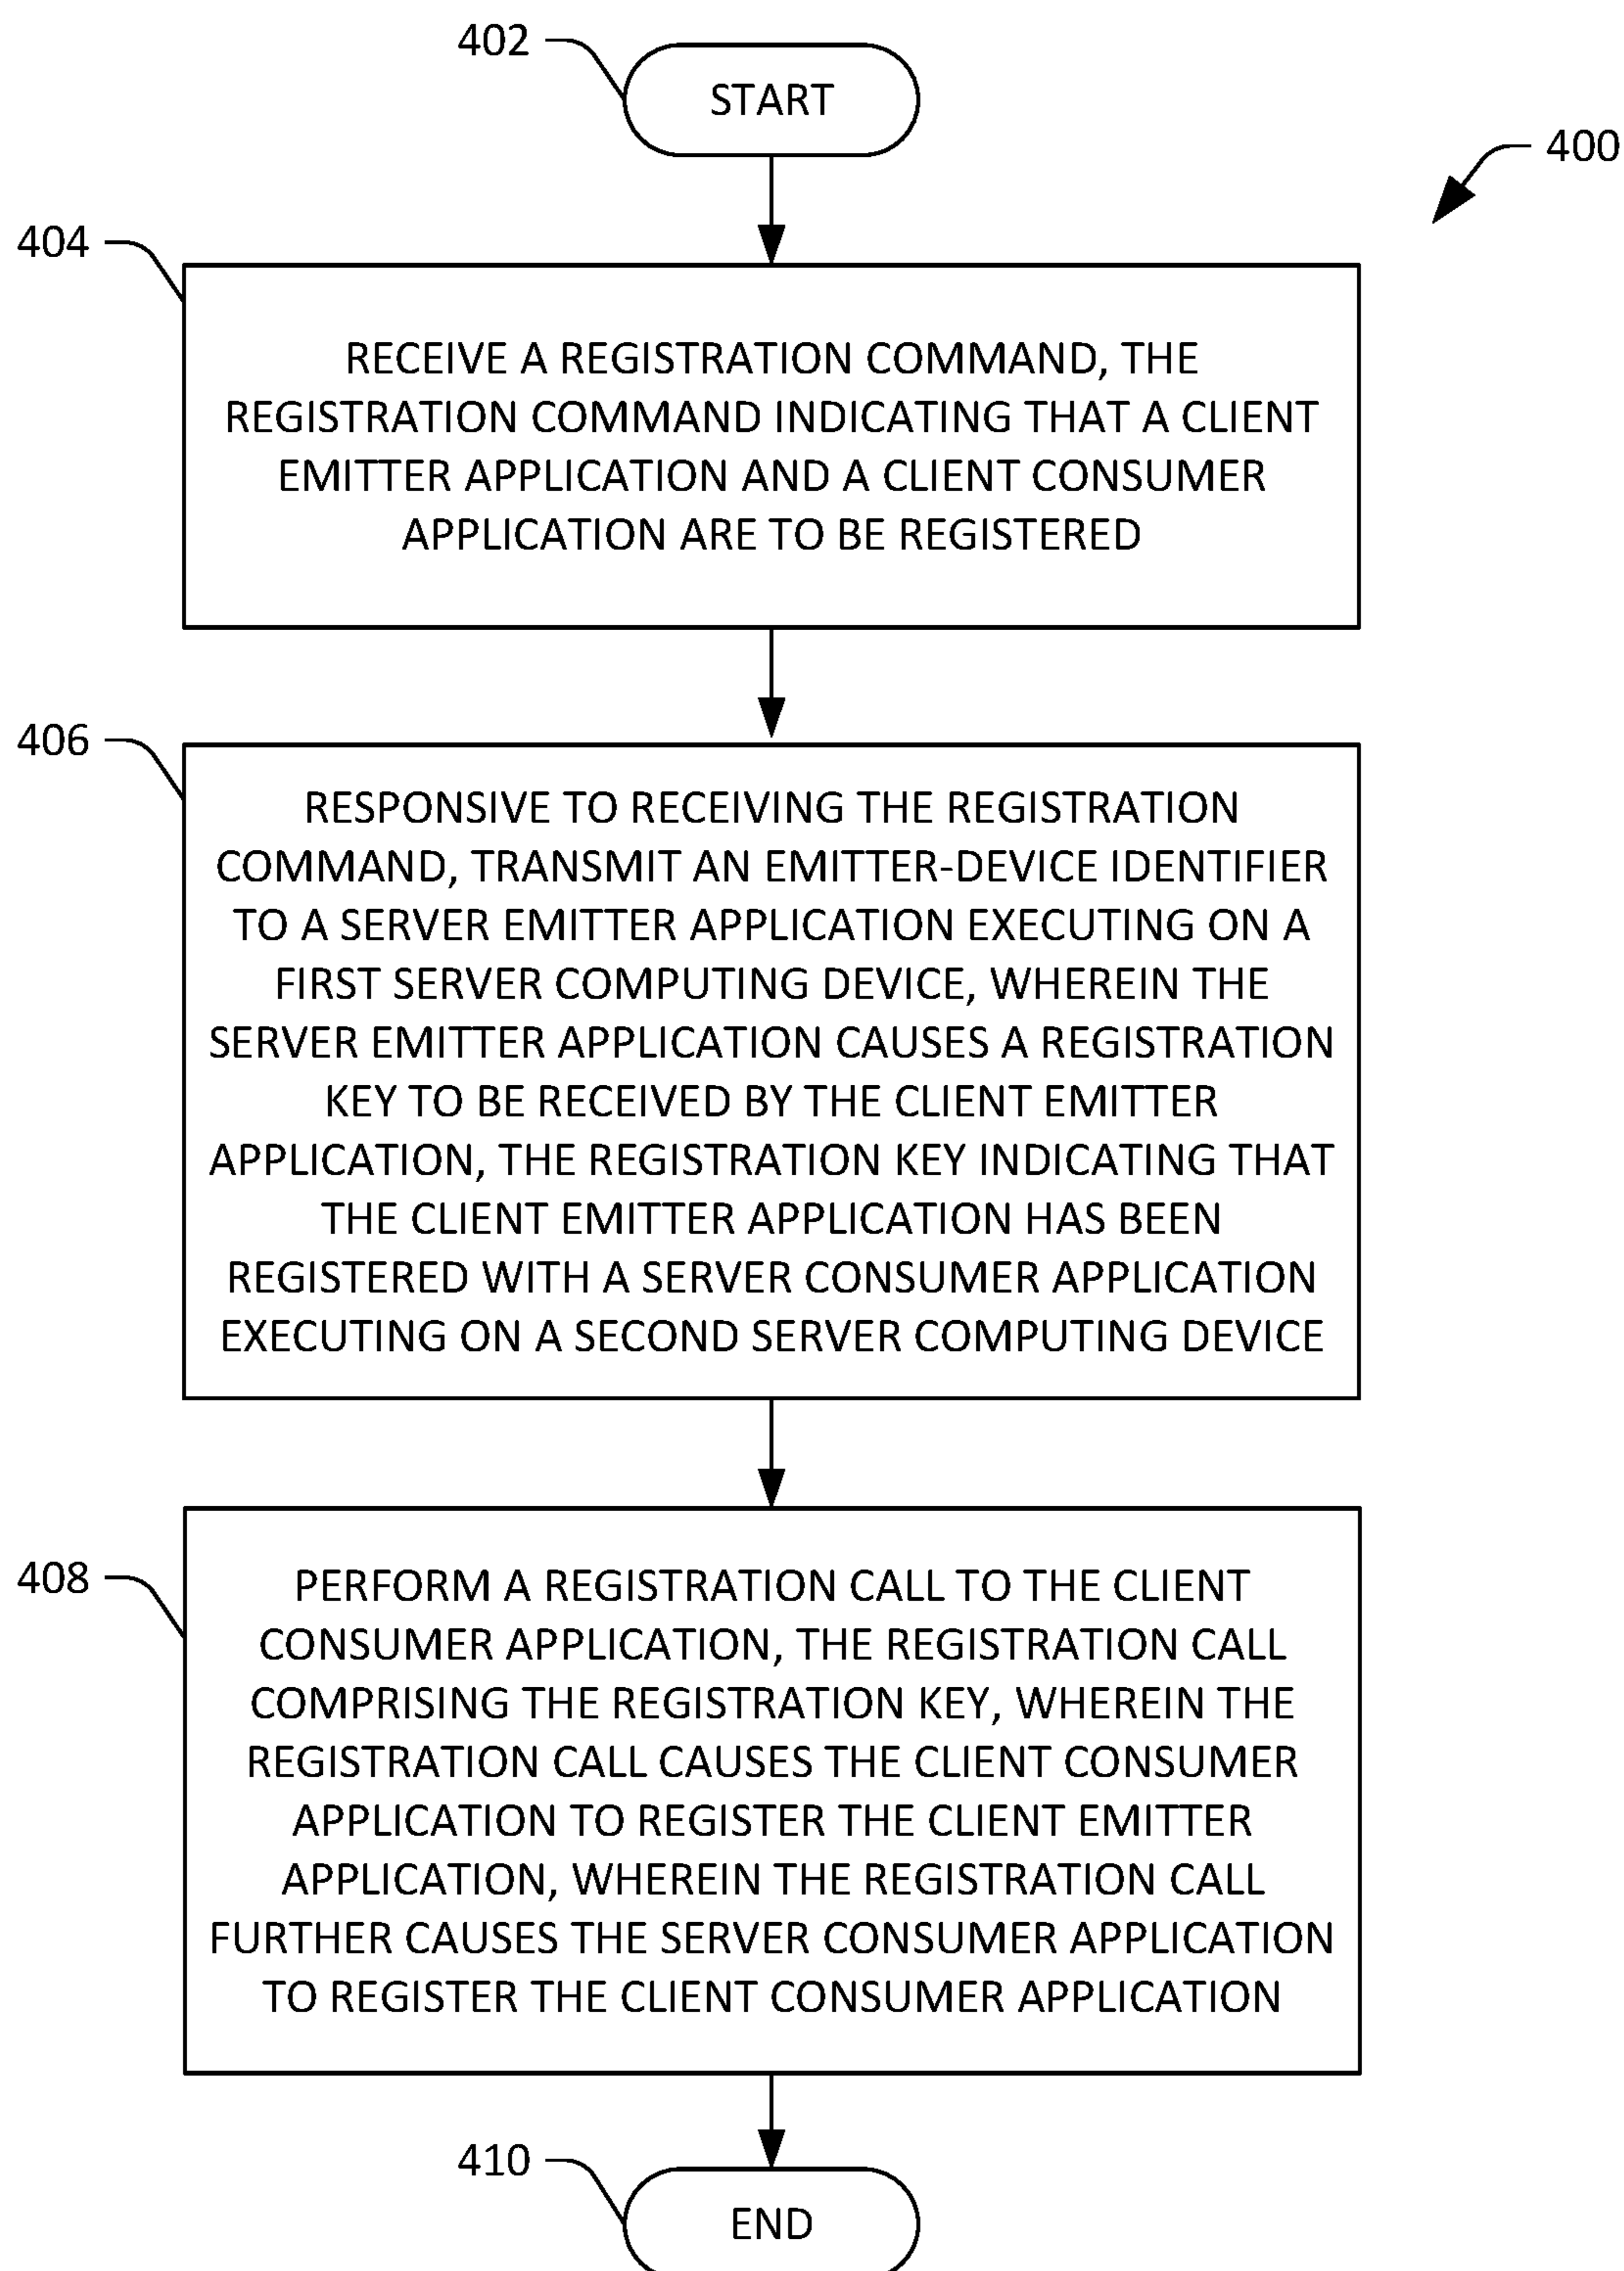 402
START
400
404
RECEIVE A REGISTRATION COMMAND, THE
REGISTRATION COMMAND INDICATING THAT A CLIENT
EMITTER APPLICATION AND A CLIENT CONSUMER
APPLICATION ARE TO BE REGISTERED
406
RESPONSIVE TO RECEIVING THE REGISTRATION
COMMAND, TRANSMIT AN EMITTER-DEVICE IDENTIFIER
TO A SERVER EMITTER APPLICATION EXECUTING ON A
FIRST SERVER COMPUTING DEVICE, WHEREIN THE
SERVER EMITTER APPLICATION CAUSES A REGISTRATION
KEY TO BE RECEIVED BY THE CLIENT EMITTER
APPLICATION, THE REGISTRATION KEY INDICATING THAT
THE CLIENT EMITTER APPLICATION HAS BEEN
REGISTERED WITH A SERVER CONSUMER APPLICATION
EXECUTING ON A SECOND SERVER COMPUTING DEVICE
408
PERFORM A REGISTRATION CALL TO THE CLIENT
CONSUMER APPLICATION, THE REGISTRATION CALL
COMPRISING THE REGISTRATION KEY, WHEREIN THE
REGISTRATION CALL CAUSES THE CLIENT CONSUMER
APPLICATION TO REGISTER THE CLIENT EMITTER
APPLICATION, WHEREIN THE REGISTRATION CALL
FURTHER CAUSES THE SERVER CONSUMER APPLICATION
TO REGISTER THE CLIENT CONSUMER APPLICATION
410
END